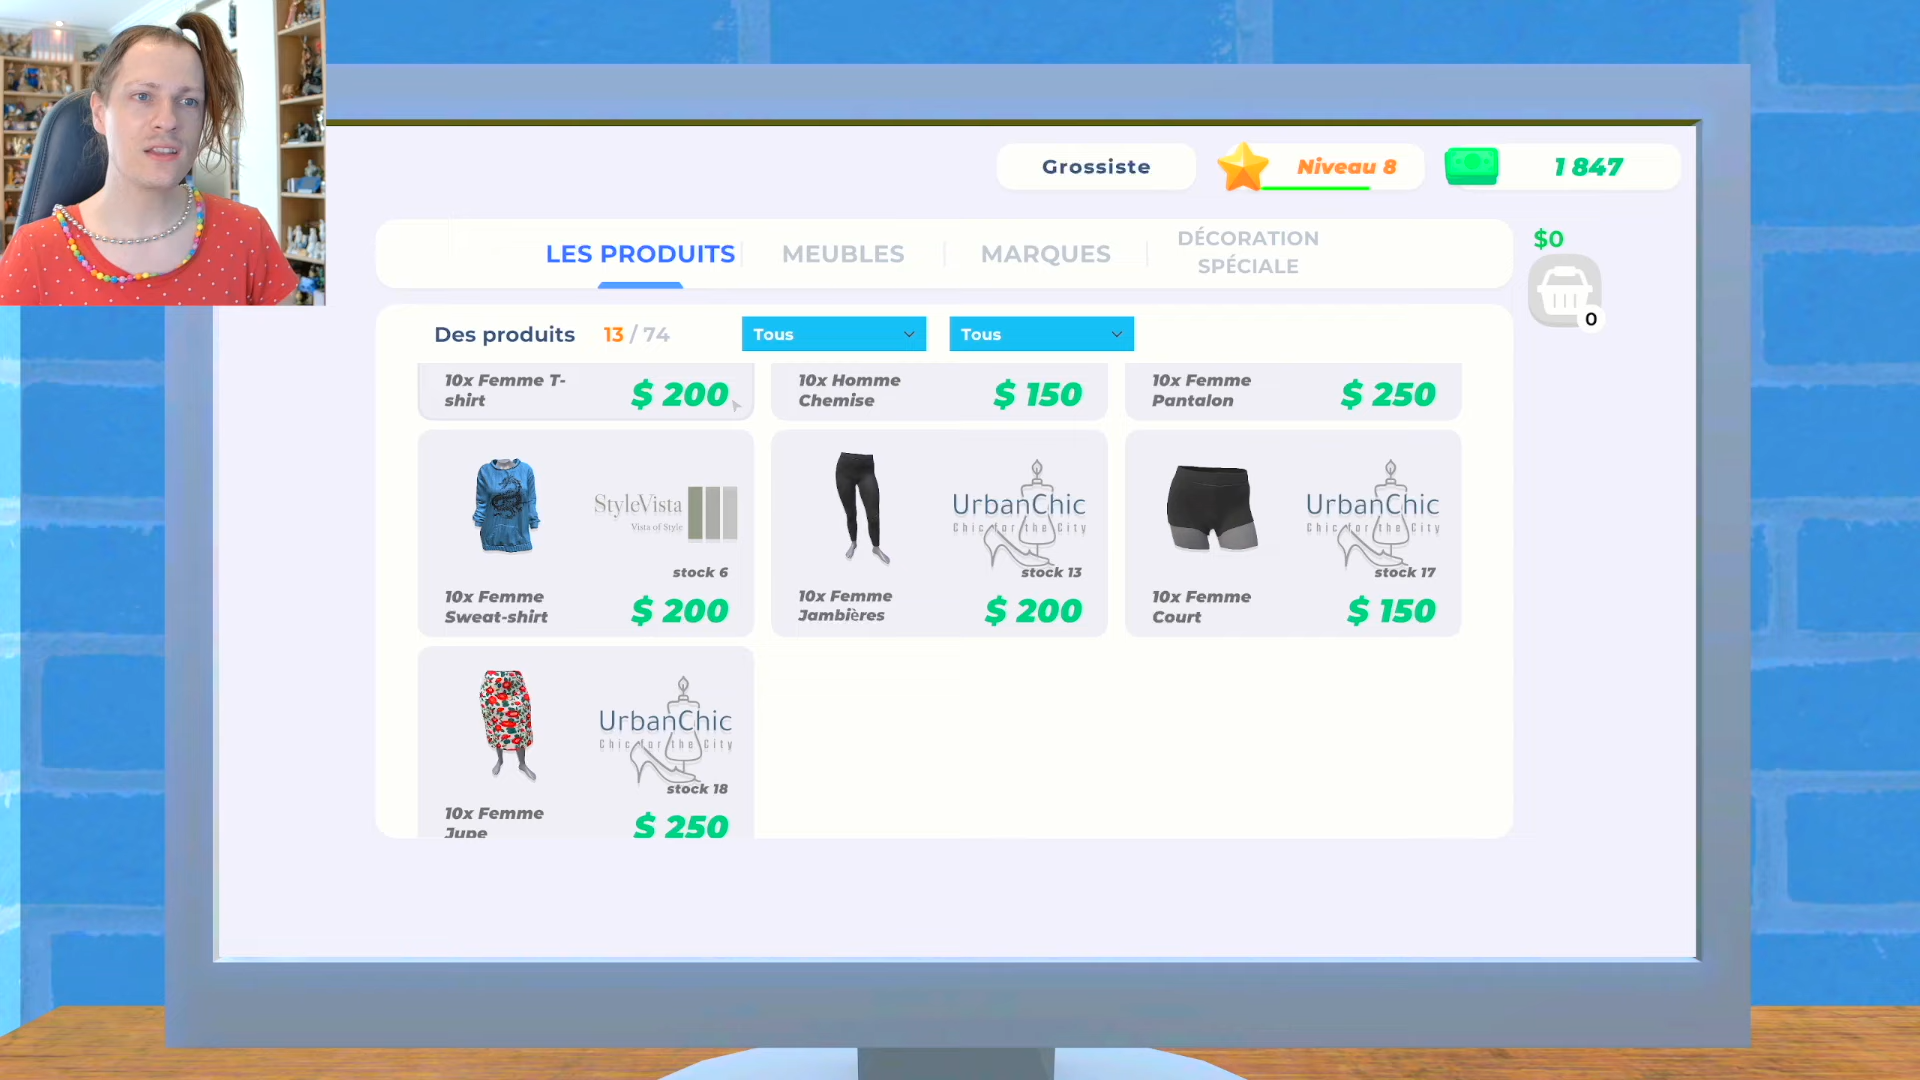 Grossiste
Niveau 8
1 847
LES PRODUITS
MEUBLES
MARQUES
DÉCORATION
SPÉCIALE
$0
0
Des produits 13 / 74
Tous
Tous
10x Femme T-
shirt
$ 200
10x Homme
Chemise
$ 150
10x Femme
Pantalon
$ 250
StyleVista
Vista of Style
stock 6
10x Femme
Sweat-shirt
$ 200
UrbanChic
Chic for the City
stock 13
10x Femme
Jambières
$ 200
UrbanChic
Chic for the City
stock 17
10x Femme
Court
$ 150
UrbanChic
Chic for the City
stock 18
10x Femme
Jupe
$ 250